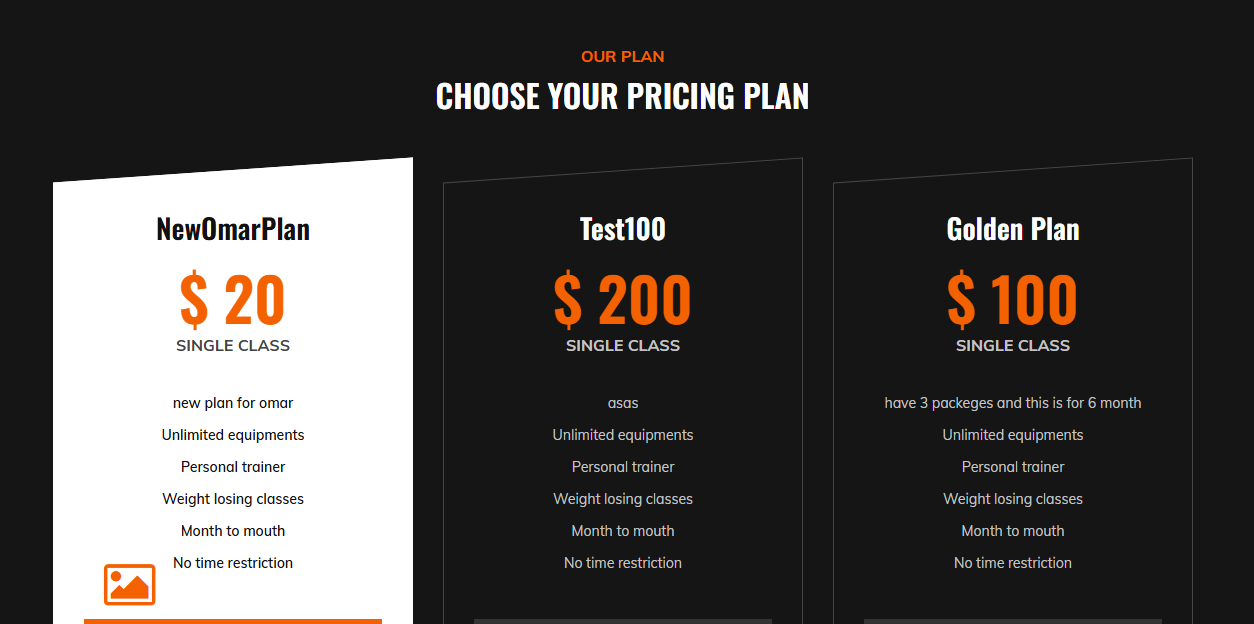 OUR PLAN
CHOOSE YOUR PRICING PLAN
NewOmarPlan
$ 20
SINGLE CLASS
new plan for omar
Unlimited equipments
Personal trainer
Weight losing classes
Month to mouth
No time restriction
Test100
$ 200
SINGLE CLASS
asas
Unlimited equipments
Personal trainer
Weight losing classes
Month to mouth
No time restriction
Golden Plan
$ 100
SINGLE CLASS
have 3 packeges and this is for 6 month
Unlimited equipments
Personal trainer
Weight losing classes
Month to mouth
No time restriction